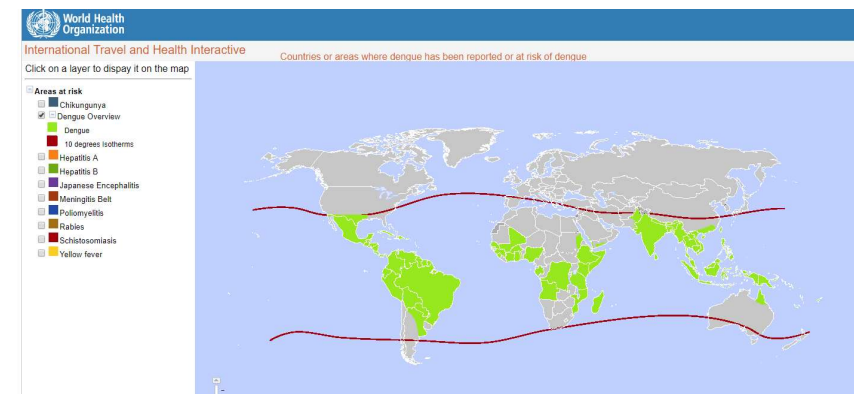 World Health
Organization
International Travel and Health Interactive
Countries or areas where dengue has been reported or at risk of dengue
Click on a layer to dispay it on the map
Areas at risk
Chikungunya
Dengue Overview
Dengue
10 degrees Isotherms
Hepatitis A
Hepatitis B
Japanese Encephalitis
Meningitis Belt
Poliomyelitis
Rabies
Schistosomiasis
Yellow fever